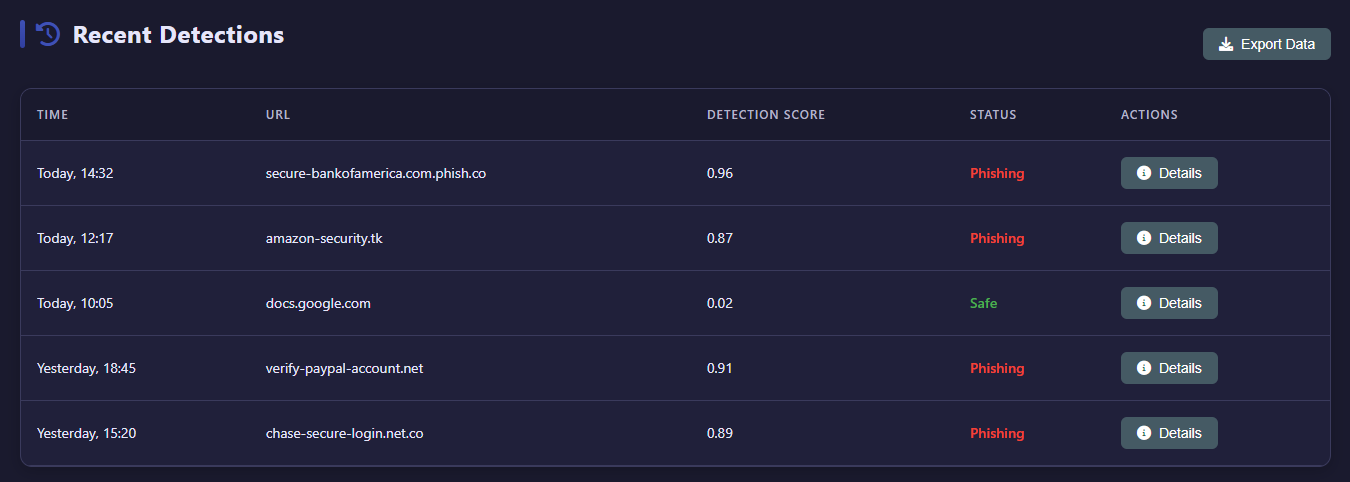 Recent Detections
Export Data
TIME URL DETECTION SCORE STATUS ACTIONS
Today, 14:32 secure-bankofamerica.com.phish.co 0.96 Phishing Details
Today, 12:17 amazon-security.tk 0.87 Phishing Details
Today, 10:05 docs.google.com 0.02 Safe Details
Yesterday, 18:45 verify-paypal-account.net 0.91 Phishing Details
Yesterday, 15:20 chase-secure-login.net.co 0.89 Phishing Details